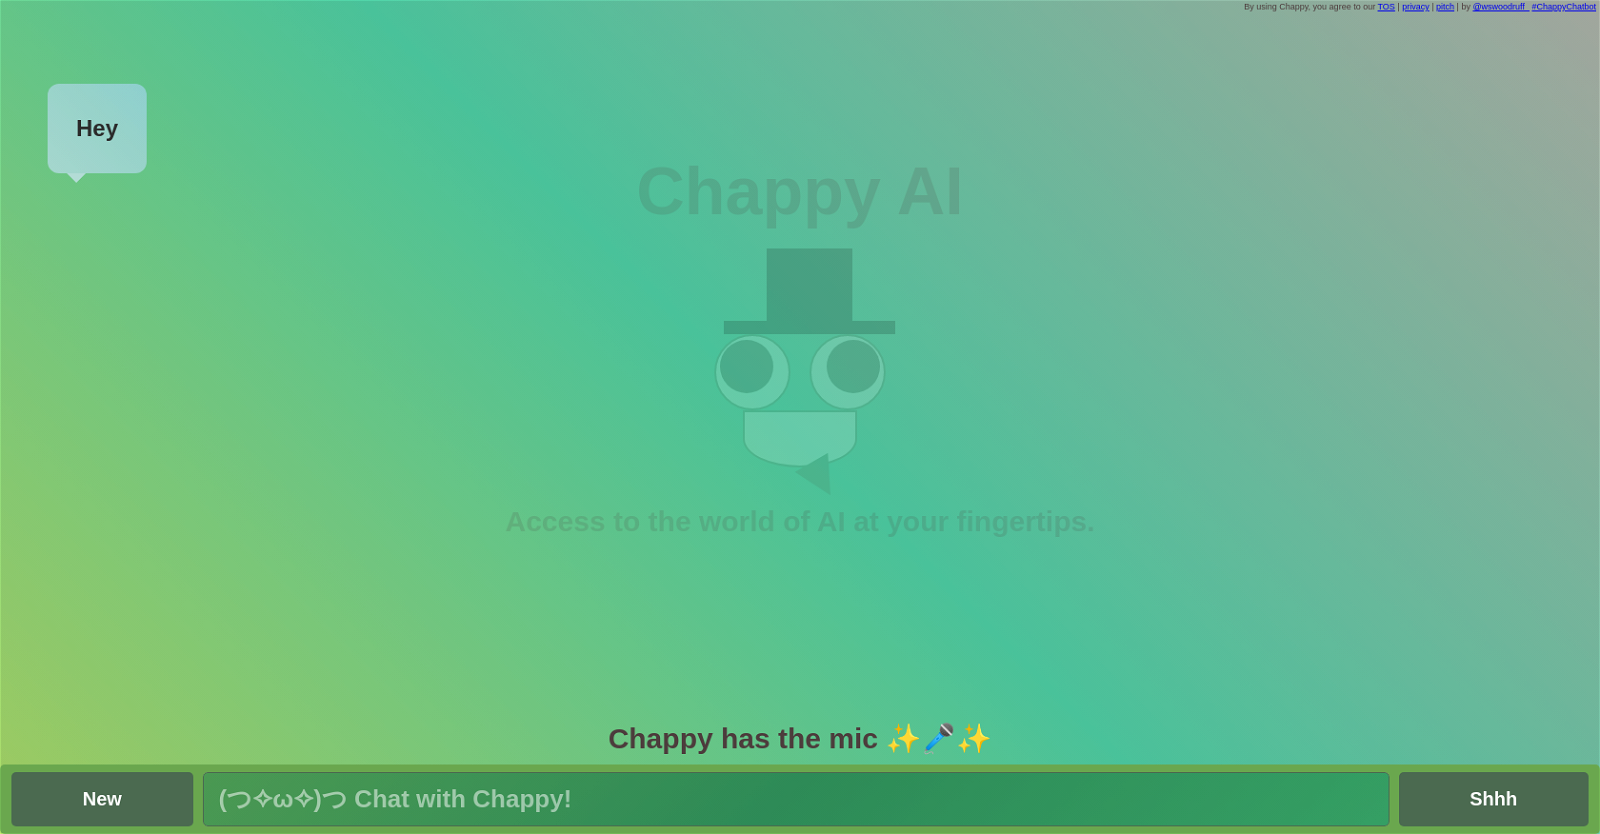 By using Chappy, you agree to our TOS | privacy | pitch | by @wswoodruff_ #ChappyChatbot
Hey
Chappy AI
Access to the world of AI at your fingertips.
Chappy has the mic ✨🎤✨
New
(つ✧ω✧)つ Chat with Chappy!
Shhh